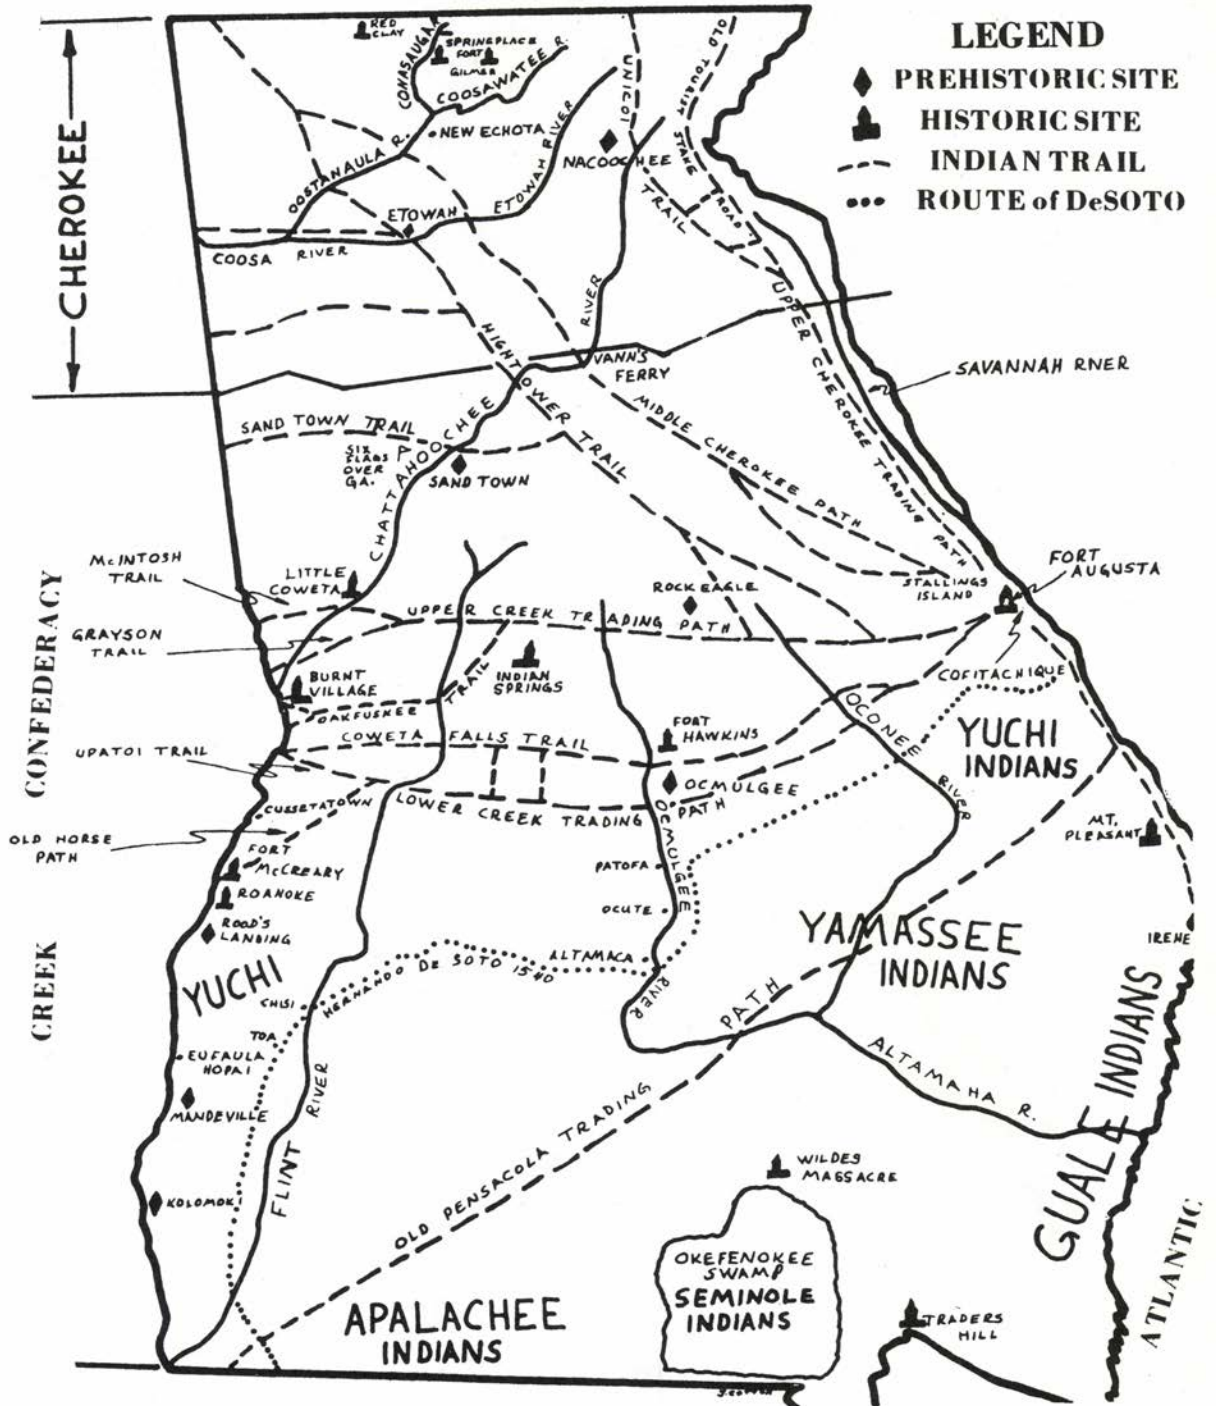 LEGEND
PREHISTORIC SITE
HISTORIC SITE
INDIAN TRAIL
ROUTE of DeSOTO
CHEROKEE
RED
CLAY
CONASAUGA
SPRINGPLACE
FORT
GILMER
COOSAWATEE R.
UNICOI
TRAIL
OLD TOURIST
STAKE
ROAD
NEW ECHOTA
OOSTANAULA R.
NACOOCHEE
ETOWAH
ETOWAH RIVER
COOSA RIVER
RIVER
HIGHTOWER TRAIL
VANN'S
FERRY
UPPER CHEROKEE TRADING PATH
SAVANNAH RIVER
MIDDLE CHEROKEE PATH
SAND TOWN TRAIL
SIX
FLAGS
OVER
GA.
CHATTAHOOCHEE
SAND TOWN
McINTOSH
TRAIL
LITTLE
COWETA
ROCK EAGLE
STALLINGS
ISLAND
FORT
AUGUSTA
UPPER CREEK TRADING PATH
GRAYSON
TRAIL
BURNT
VILLAGE
TRAIL
INDIAN
SPRINGS
COFITACHIQUE
OAKFUSKER
OCONEE
RIVER
FORT
HAWKINS
YUCHI
INDIANS
COWETA FALLS TRAIL
UPATOI TRAIL
OCMULGEE
PATH
CUSSETATOWN
LOWER CREEK TRADING
OLD HORSE
PATH
FORT
McCREARY
MT.
PLEASANT
OCMULGEE
RIVER
PATOFA
ROANOKE
OCUTE
ROOD'S
LANDING
YAMASSEE
INDIANS
IRENE
ALTAMACA
HERNANDO DE SOTO 1540
YUCHI
CHISI
TOA
CREEK CONFEDERACY
EUFAULA
HOPAI
MANDEVILLE
KOLOMOKI
FLINT RIVER
OLD PENSACOLA TRADING PATH
ALTAMAHA R.
GUALE INDIANS
ATLANTIC
WILDES
MASSACRE
OKEFENOKEE
SWAMP
SEMINOLE
INDIANS
APALACHEE
INDIANS
TRADERS
HILL